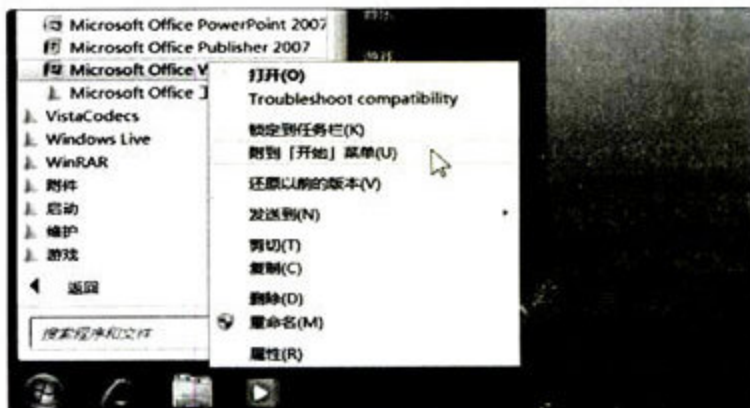 Microsoft Office PowerPoint 2007
Microsoft Office Publisher 2007
Microsoft Office W
Microsoft Office 工
VistaCodecs
Windows Live
WinRAR
附件
启动
维护
游戏
返回
搜索程序和文件
打开(O)
Troubleshoot compatibility
锁定到任务栏(K)
附到「开始」菜单(U)
还原以前的版本(V)
发送到(N)
剪切(T)
复制(C)
删除(D)
重命名(M)
属性(R)
游戏